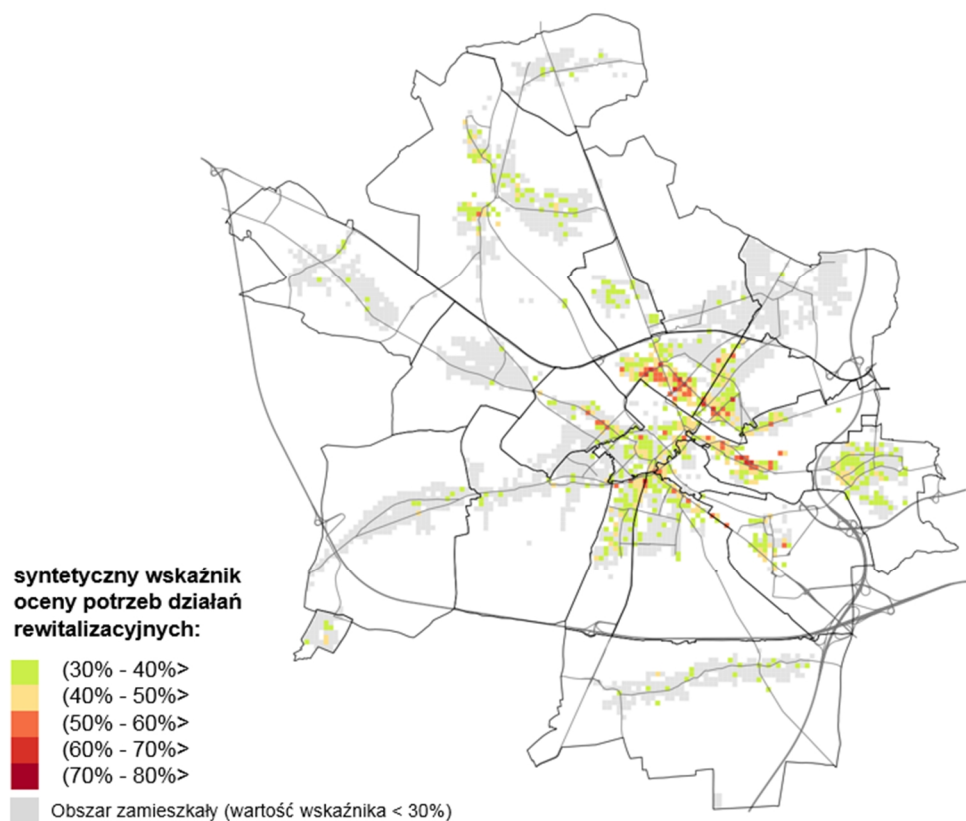 syntetyczny wskaźnik
oceny potrzeb działań
rewitalizacyjnych:
(30% - 40%>
(40% - 50%>
(50% - 60%>
(60% - 70%>
(70% - 80%>
Obszar zamieszkały (wartość wskaźnika < 30%)